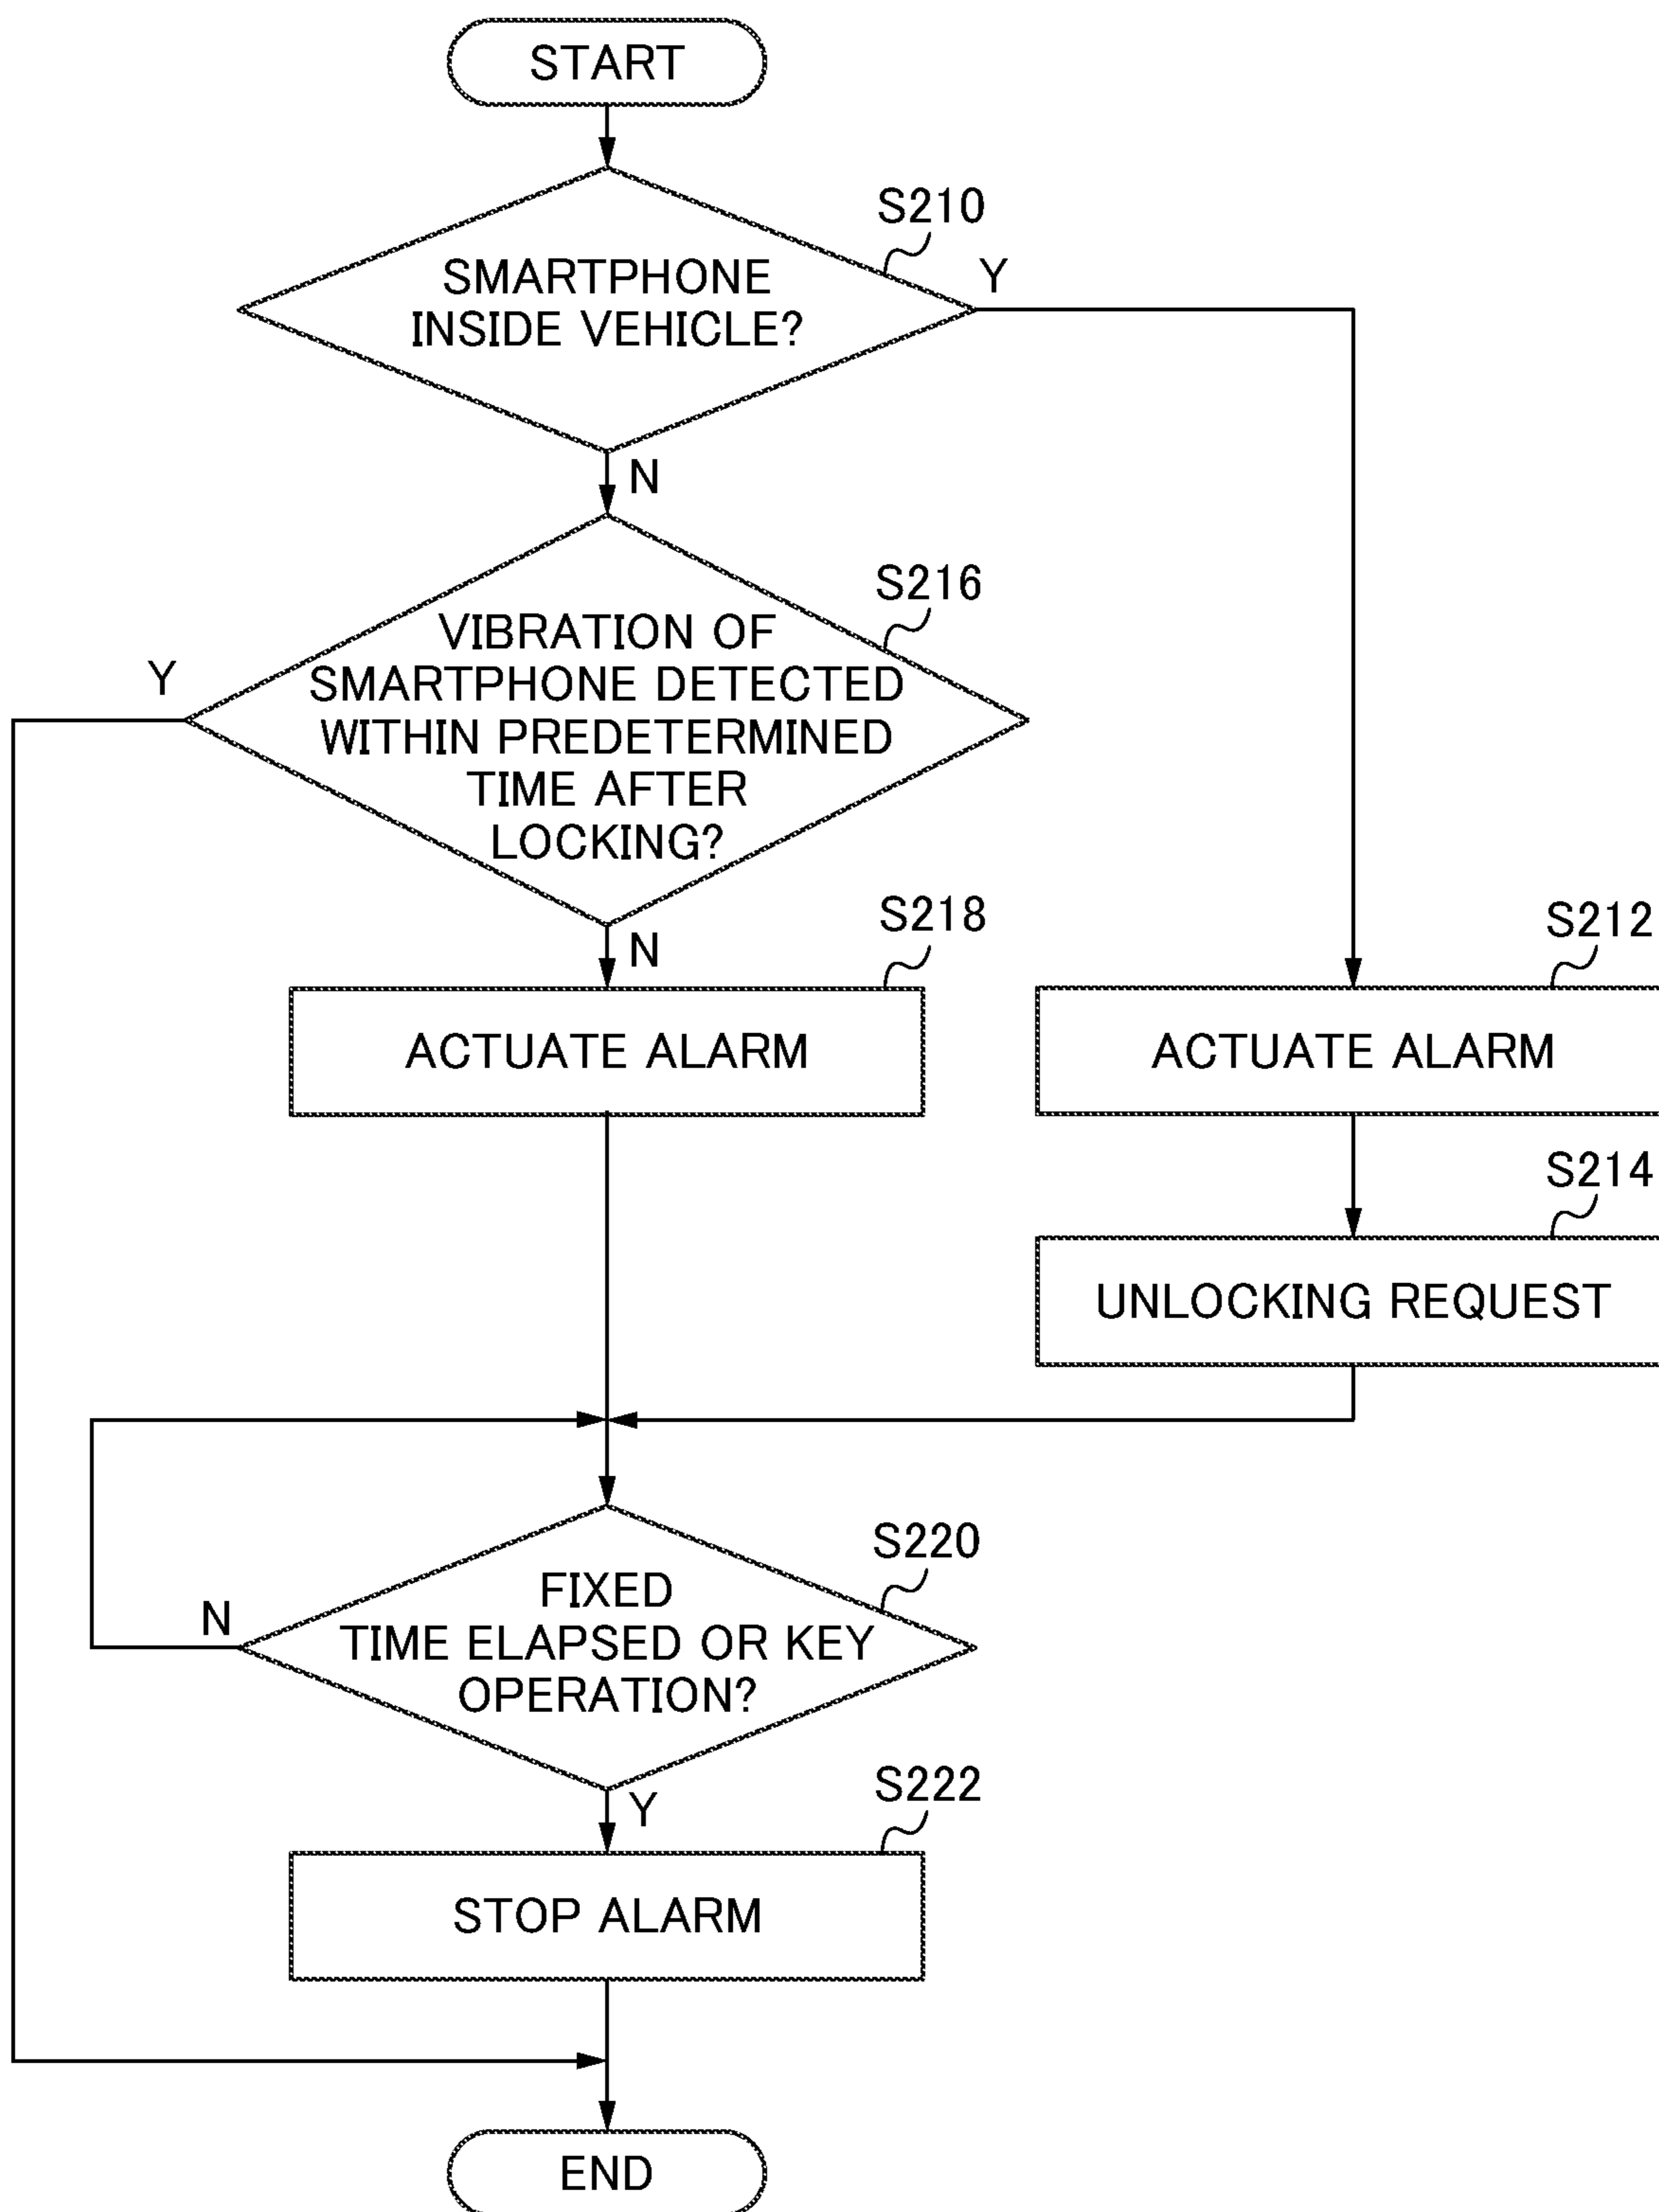 START
S210
SMARTPHONE
INSIDE VEHICLE?
Y
N
S216
VIBRATION OF
SMARTPHONE DETECTED
WITHIN PREDETERMINED
TIME AFTER
LOCKING?
Y
N
S218
ACTUATE ALARM
S212
ACTUATE ALARM
S214
UNLOCKING REQUEST
S220
FIXED
TIME ELAPSED OR KEY
OPERATION?
N
Y
S222
STOP ALARM
END